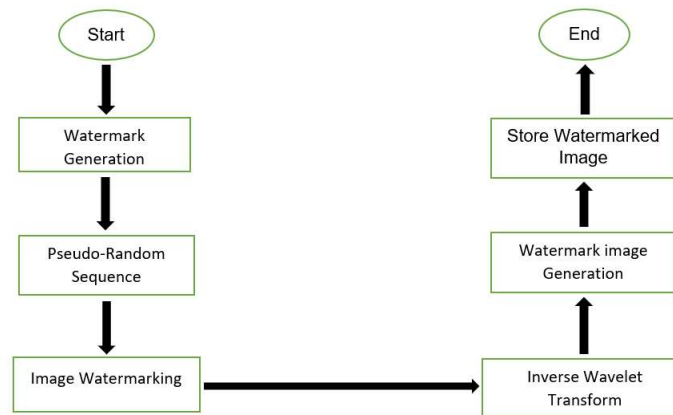 Start
Watermark
Generation
Pseudo-Random
Sequence
Image Watermarking
Inverse Wavelet
Transform
Watermark image
Generation
Store Watermarked
Image
End